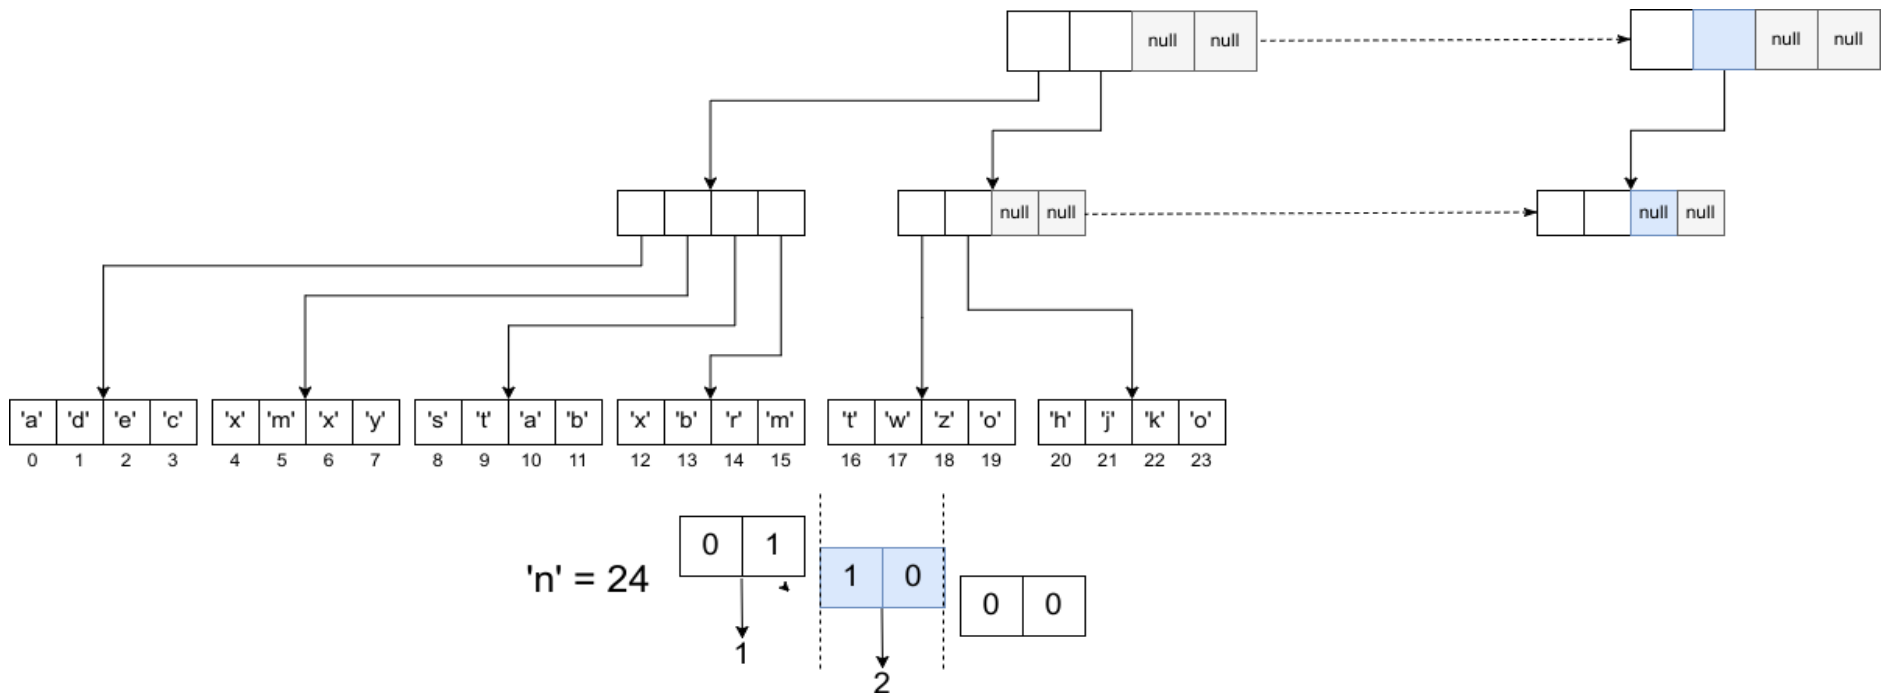 null null null null
null null null null
'a' 'd' 'e' 'c' 'x' 'm' 'x' 'y' 's' 't' 'a' 'b' 'x' 'b' 'r' 'm' 't' 'w' 'z' 'o' 'h' 'j' 'k' 'o'
0 1 2 3 4 5 6 7 8 9 10 11 12 13 14 15 16 17 18 19 20 21 22 23
'n' = 24 0 1 1 0 0 0
1
2